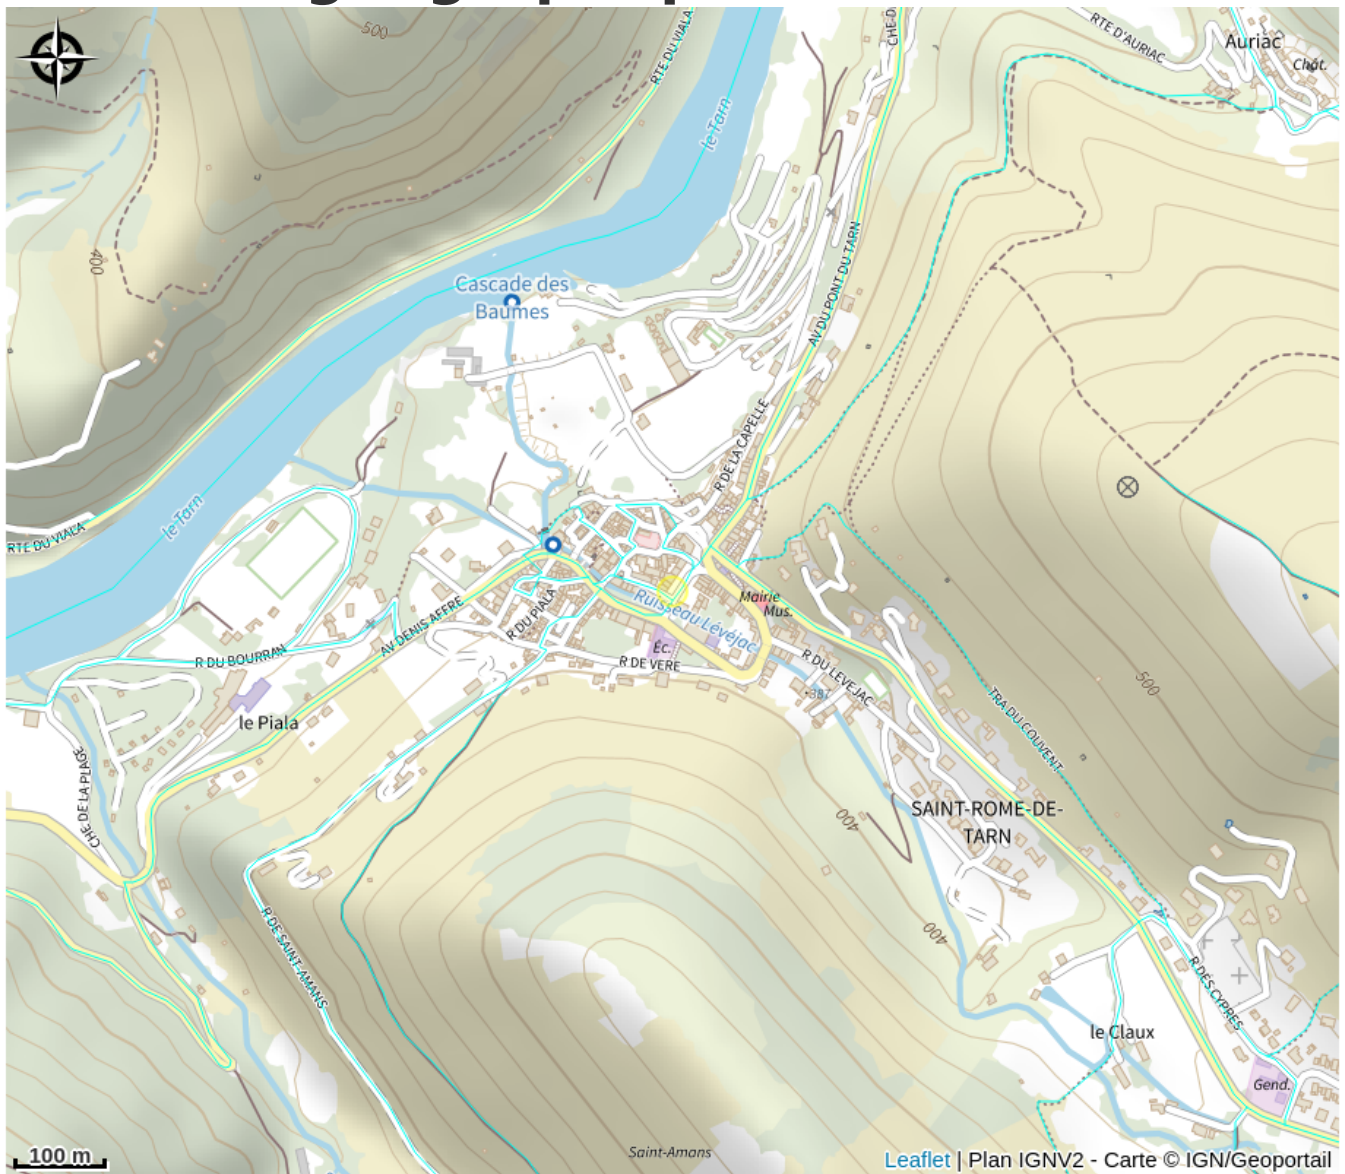 500
RTE DU VIALA
CHE D
RTE D'AURIAC
Auriac
Chât.
le Tarn
400
Cascade des
Baumes
AV DU PONT DU TARN
R DE LA CAPELLE
le Tarn
RTE DU VIALA
Ruisseau Lévéjac
Mairie
Mus.
R DU PIALA
AV DENIS AFFRE
Éc.
R DE VERE
R DU BOURRAN
R DU LEVEJAC
387
500
le Piala
TRA DU COUVENT
CHE DE LA PLAGE
400
SAINT-ROME-DE-
TARN
400
R DE SAINT-AMANS
R DES CYPRES
le Claux
Gend.
Saint-Amans
100 m
Leaflet | Plan IGNV2 - Carte © IGN/Geoportail